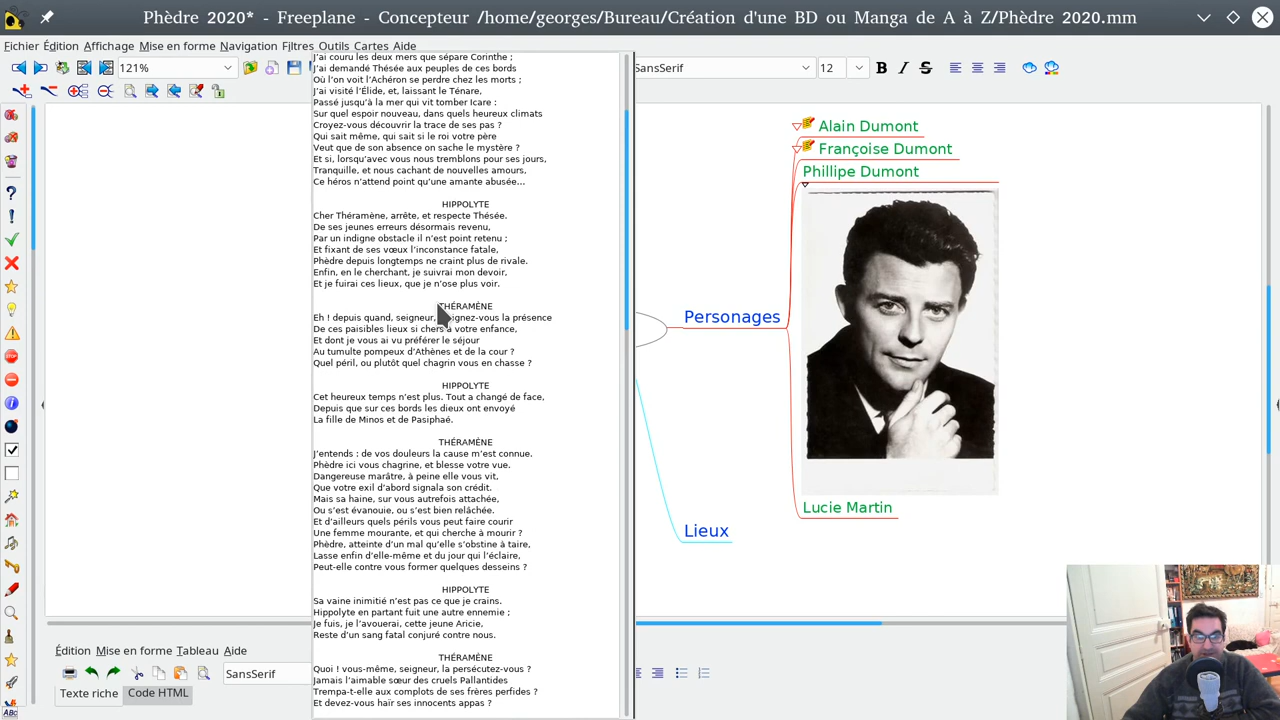 Phèdre 2020* - Freeplane - Concepteur /home/georges/Bureau/Création d'une BD ou Manga de A à Z/Phèdre 2020.mm
Fichier Édition Affichage Mise en forme Navigation Filtres Outils Cartes Aide
121%
SansSerif
12
B I S
J'ai couru les deux mers que sépare Corinthe ;
J'ai demandé Thésée aux peuples de ces bords
Où l'on voit l'Achéron se perdre chez les morts ;
J'ai visité l'Élide, et, laissant le Ténare,
Passé jusqu'à la mer qui vit tomber Icare :
Sur quel espoir nouveau, dans quels heureux climats
Croyez-vous découvrir la trace de ses pas ?
Qui sait même, qui sait si le roi votre père
Veut que de son absence on sache le mystère ?
Et si, lorsqu'avec vous nous tremblons pour ses jours,
Tranquille, et nous cachant de nouvelles amours,
Ce héros n'attend point qu'une amante abusée…
HIPPOLYTE
Cher Théramène, arrête, et respecte Thésée.
De ses jeunes erreurs désormais revenu,
Par un indigne obstacle il n'est point retenu ;
Et fixant de ses vœux l'inconstance fatale,
Phèdre depuis longtemps ne craint plus de rivale.
Enfin, en le cherchant, je suivrai mon devoir,
Et je fuirai ces lieux, que je n'ose plus voir.
THÉRAMÈNE
Eh ! depuis quand, seigneur, craignez-vous la présence
De ces paisibles lieux si chers à votre enfance,
Et dont je vous ai vu préférer le séjour
Au tumulte pompeux d'Athènes et de la cour ?
Quel péril, ou plutôt quel chagrin vous en chasse ?
HIPPOLYTE
Cet heureux temps n'est plus. Tout a changé de face,
Depuis que sur ces bords les dieux ont envoyé
La fille de Minos et de Pasiphaé.
THÉRAMÈNE
J'entends : de vos douleurs la cause m'est connue.
Phèdre ici vous chagrine, et blesse votre vue.
Dangereuse marâtre, à peine elle vous vit,
Que votre exil d'abord signala son crédit.
Mais sa haine, sur vous autrefois attachée,
Ou s'est évanouie, ou s'est bien relâchée.
Et d'ailleurs quels périls vous peut faire courir
Une femme mourante, et qui cherche à mourir ?
Phèdre, atteinte d'un mal qu'elle s'obstine à taire,
Lasse enfin d'elle-même et du jour qui l'éclaire,
Peut-elle contre vous former quelques desseins ?
HIPPOLYTE
Sa vaine inimitié n'est pas ce que je crains.
Hippolyte en partant fuit une autre ennemie ;
Je fuis, je l'avouerai, cette jeune Aricie,
Reste d'un sang fatal conjuré contre nous.
THÉRAMÈNE
Quoi ! vous-même, seigneur, la persécutez-vous ?
Jamais l'aimable sœur des cruels Pallantides
Trempa-t-elle aux complots de ses frères perfides ?
Et devez-vous haïr ses innocents appas ?
Alain Dumont
Françoise Dumont
Phillipe Dumont
Personages
Lucie Martin
Lieux
Édition Mise en forme Tableau Aide
SansSerif
Texte riche Code HTML